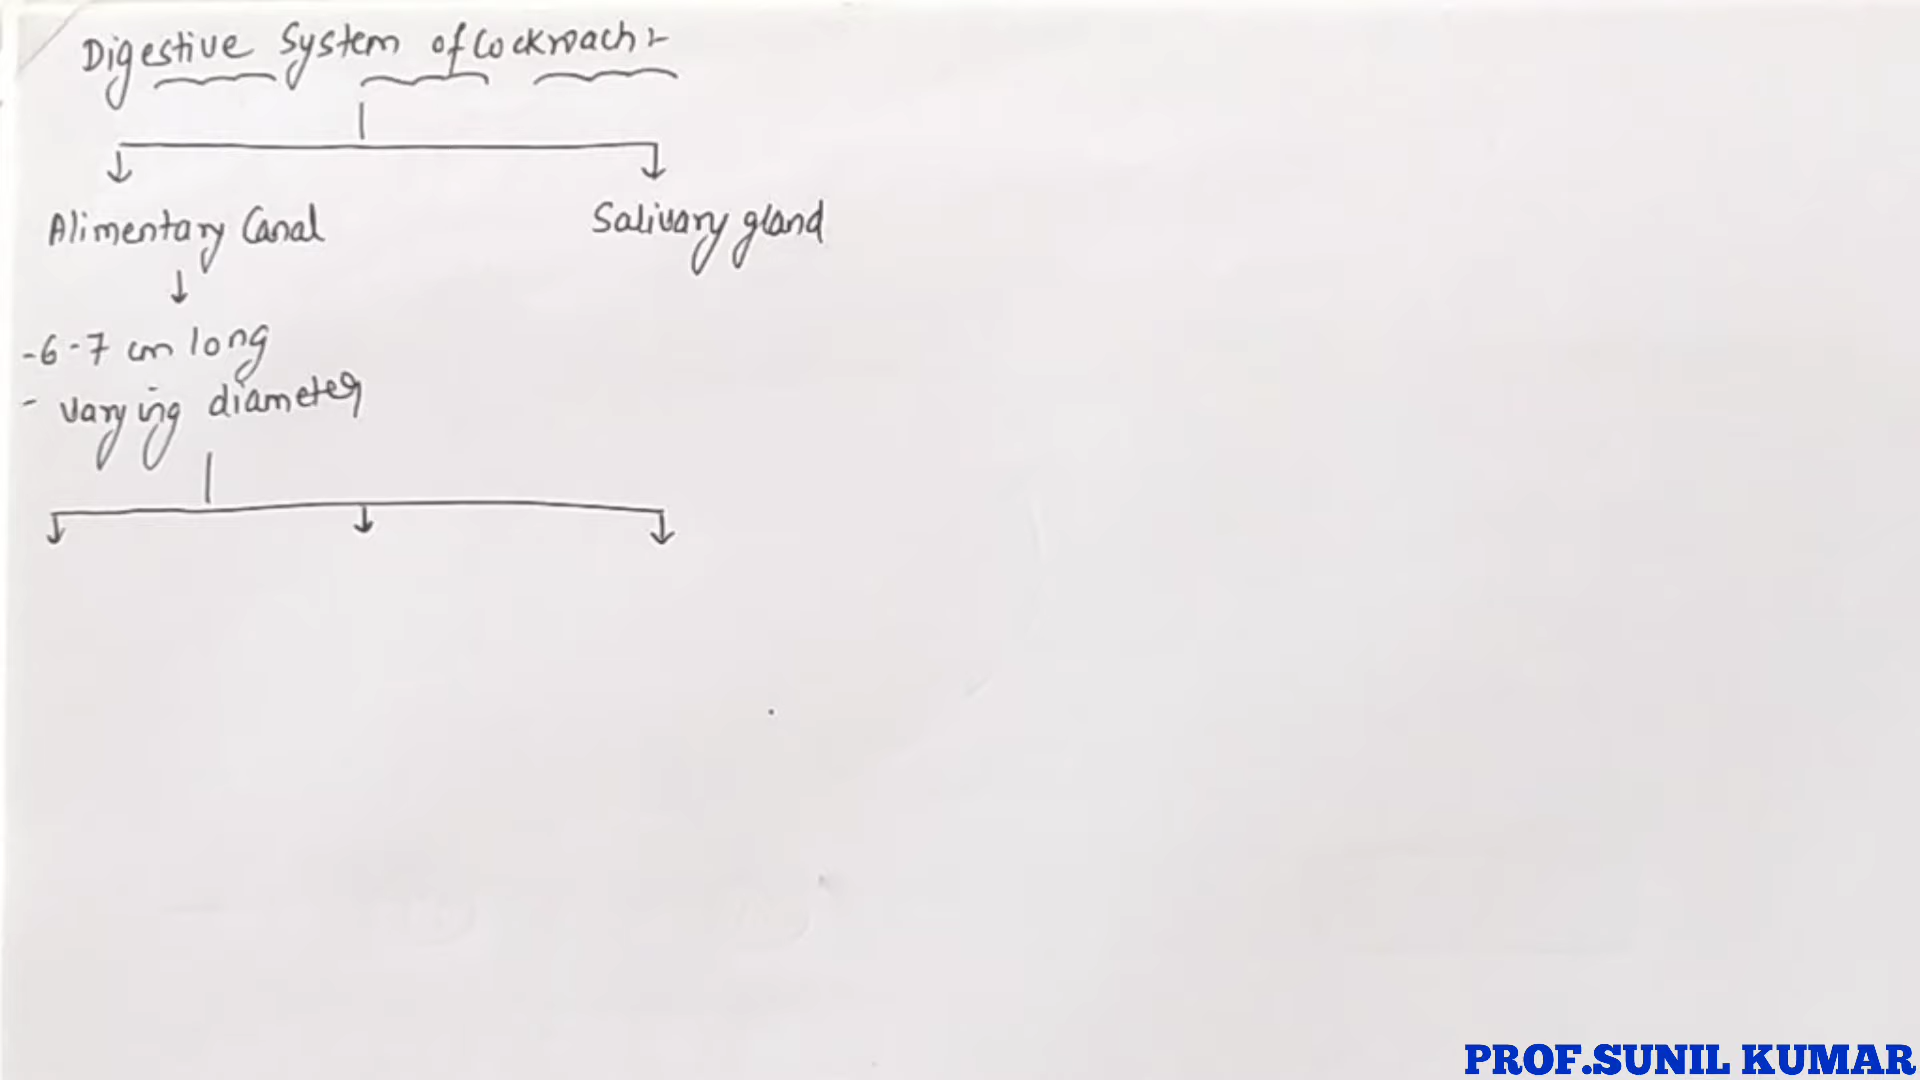 Digestive System of Cockroach:-
Alimentary Canal
Salivary gland
- 6-7 cm long
- varying diameter
PROF.SUNIL KUMAR